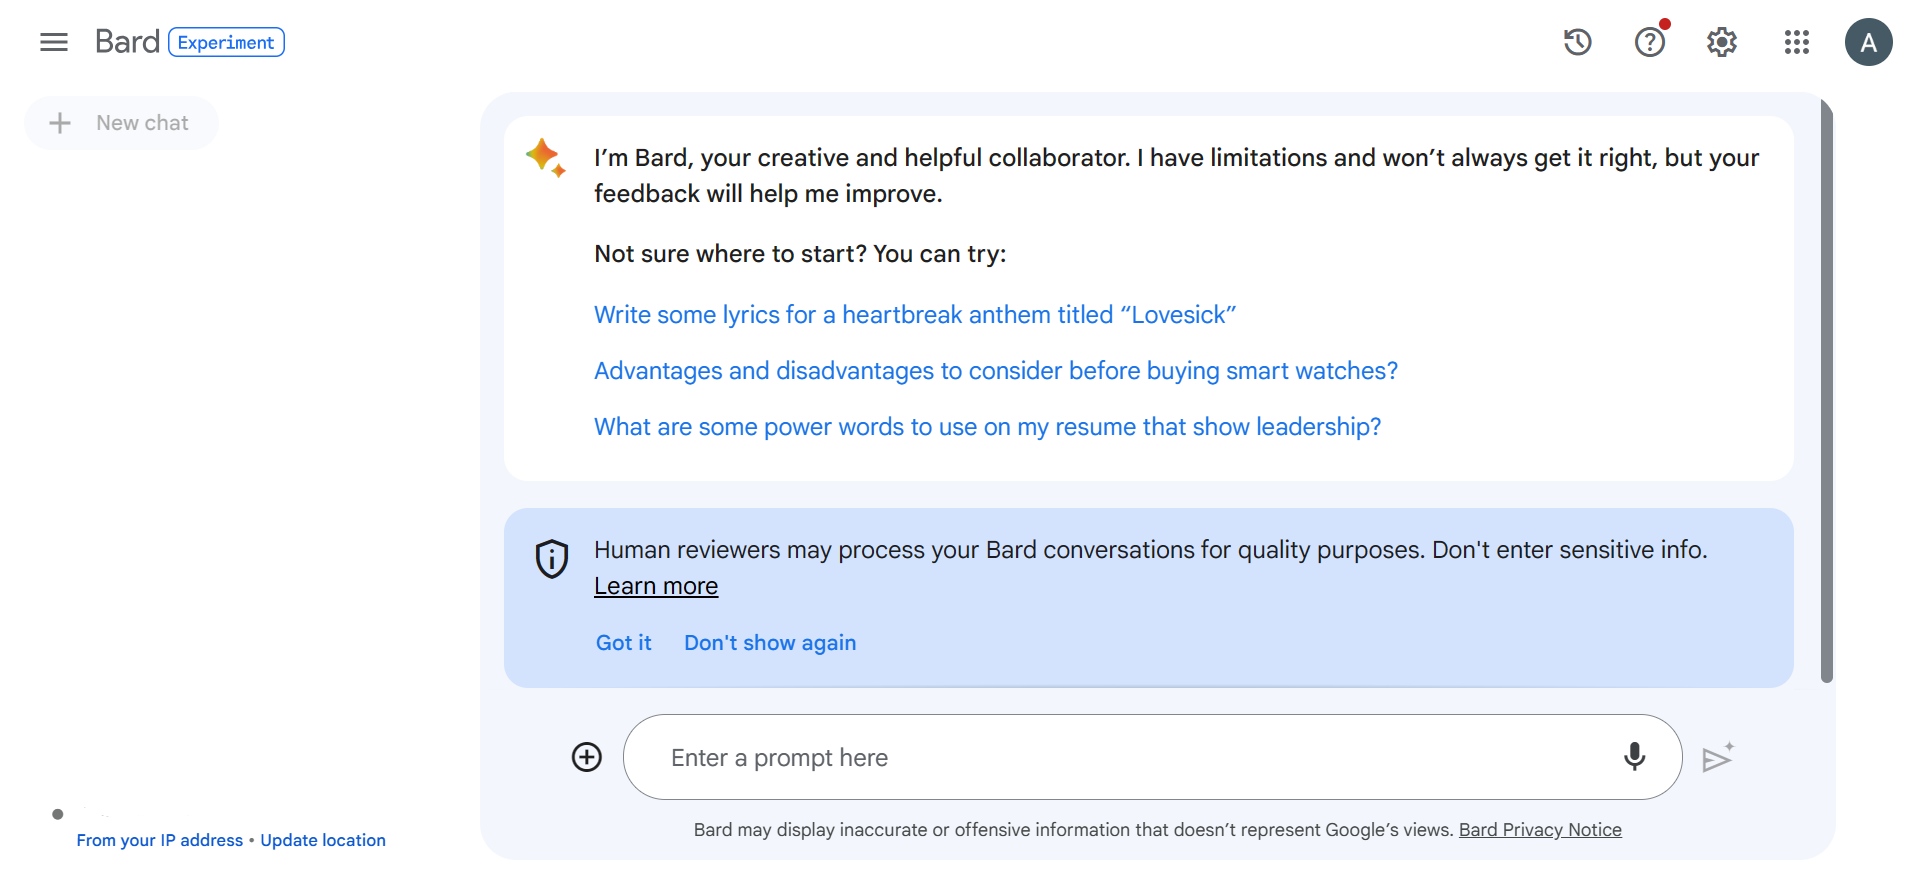 Bard Experiment
A
New chat
I’m Bard, your creative and helpful collaborator. I have limitations and won’t always get it right, but your
feedback will help me improve.
Not sure where to start? You can try:
Write some lyrics for a heartbreak anthem titled “Lovesick”
Advantages and disadvantages to consider before buying smart watches?
What are some power words to use on my resume that show leadership?
Human reviewers may process your Bard conversations for quality purposes. Don't enter sensitive info.
Learn more
Got it Don't show again
Enter a prompt here
Bard may display inaccurate or offensive information that doesn’t represent Google’s views. Bard Privacy Notice
From your IP address • Update location